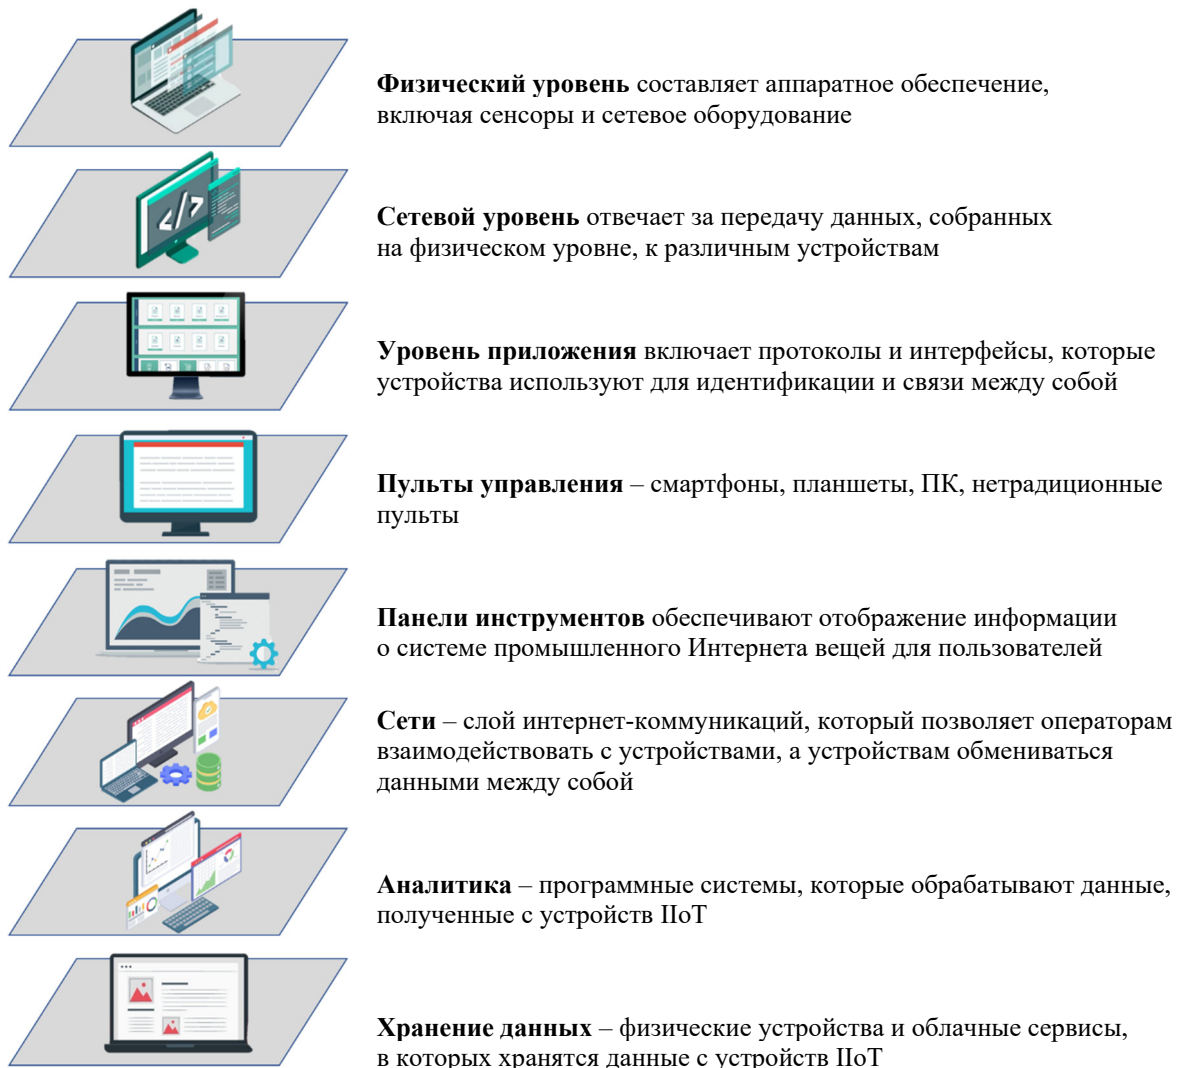 Физический уровень составляет аппаратное обеспечение,
включая сенсоры и сетевое оборудование
Сетевой уровень отвечает за передачу данных, собранных
на физическом уровне, к различным устройствам
Уровень приложения включает протоколы и интерфейсы, которые
устройства используют для идентификации и связи между собой
Пульты управления – смартфоны, планшеты, ПК, нетрадиционные
пульты
Панели инструментов обеспечивают отображение информации
о системе промышленного Интернета вещей для пользователей
Сети – слой интернет-коммуникаций, который позволяет операторам
взаимодействовать с устройствами, а устройствам обмениваться
данными между собой
Аналитика – программные системы, которые обрабатывают данные,
полученные с устройств IIoT
Хранение данных – физические устройства и облачные сервисы,
в которых хранятся данные с устройств IIoT